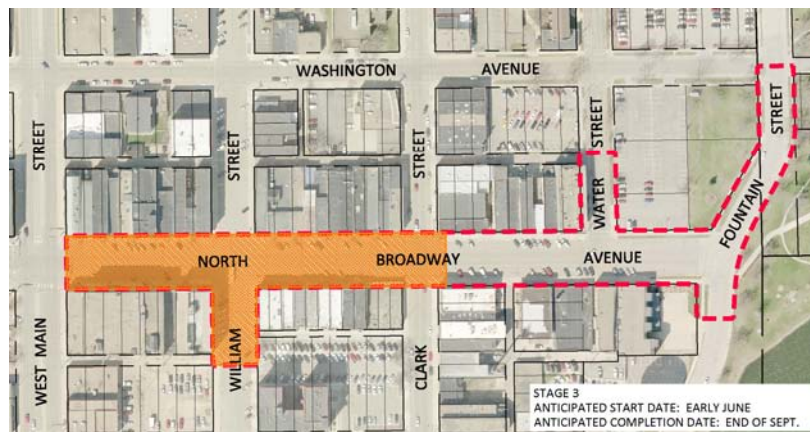 WASHINGTON AVENUE
STREET
STREET
STREET
STREET
STREET
WATER
FOUNTAIN
NORTH BROADWAY AVENUE
WEST MAIN
WILLIAM
CLARK
STAGE 3
ANTICIPATED START DATE: EARLY JUNE
ANTICIPATED COMPLETION DATE: END OF SEPT.